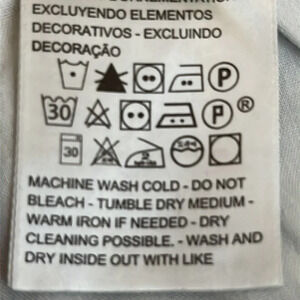 EXCLUYENDO ELEMENTOS
DECORATIVOS - EXCLUINDO
DECORAÇÃO
P
30 P®
30
MACHINE WASH COLD - DO NOT
BLEACH - TUMBLE DRY MEDIUM -
WARM IRON IF NEEDED - DRY
CLEANING POSSIBLE. - WASH AND
DRY INSIDE OUT WITH LIKE